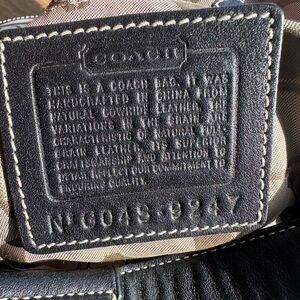 COACH
THIS IS A COACH BAG. IT WAS
HANDCRAFTED IN CHINA FROM
NATURAL COWHIDE LEATHER. THE
VARIATIONS IN THE GRAIN ARE
CHARACTERISTIC OF NATURAL FULL
GRAIN LEATHER. ITS SUPERIOR
CRAFTSMANSHIP AND ATTENTION TO
DETAIL REFLECT OUR COMMITMENT TO
ENDURING QUALITY.
Nº G04S-9247